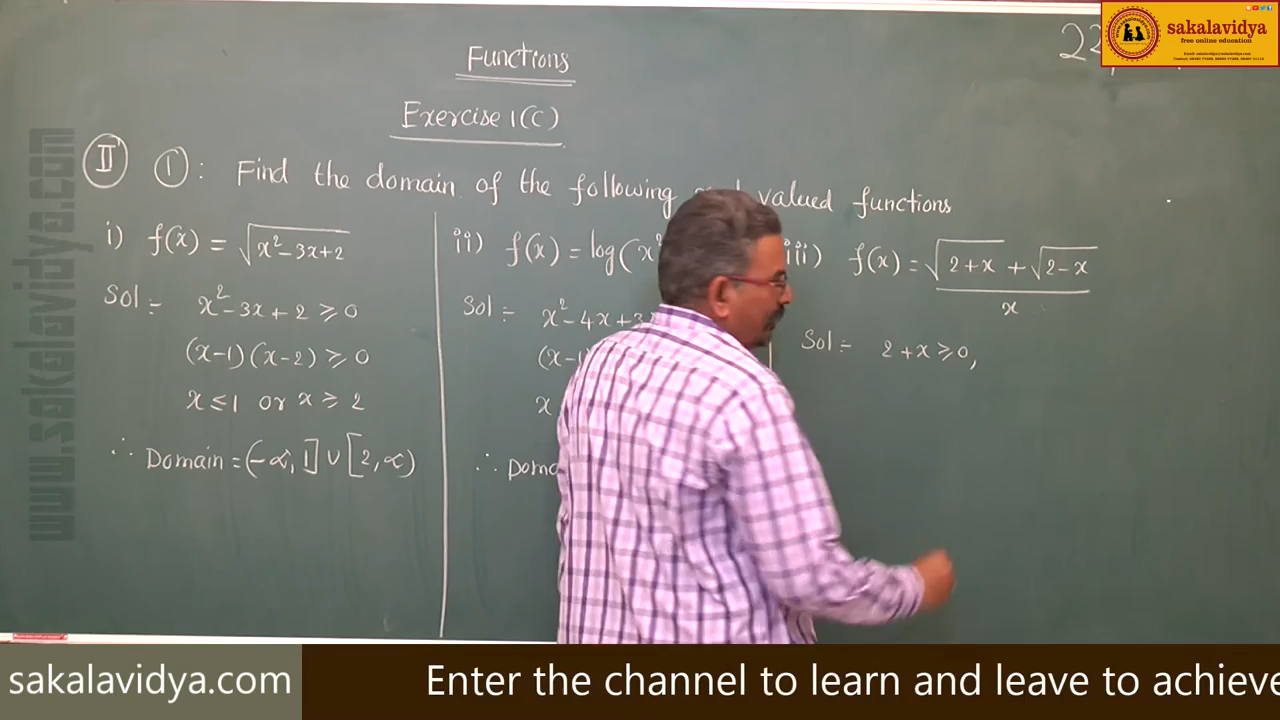 sakalavidya
free online education
Functions
Exercise 1(C)
II 1 : Find the domain of the following valued functions
i) f(x) = √x²-3x+2
Sol :- x²-3x+2 ≥ 0
(x-1)(x-2) ≥ 0
x ≤ 1 or x ≥ 2
∴ Domain = (-∞, 1] ∪ [2, ∞)
ii) f(x) = log(x²
Sol :- x²-4x+3
(x-1)
x
∴ Doma
iii) f(x) = (√2+x + √2-x) / x
Sol :- 2+x ≥ 0,
www.sakalavidya.com
sakalavidya.com
Enter the channel to learn and leave to achieve